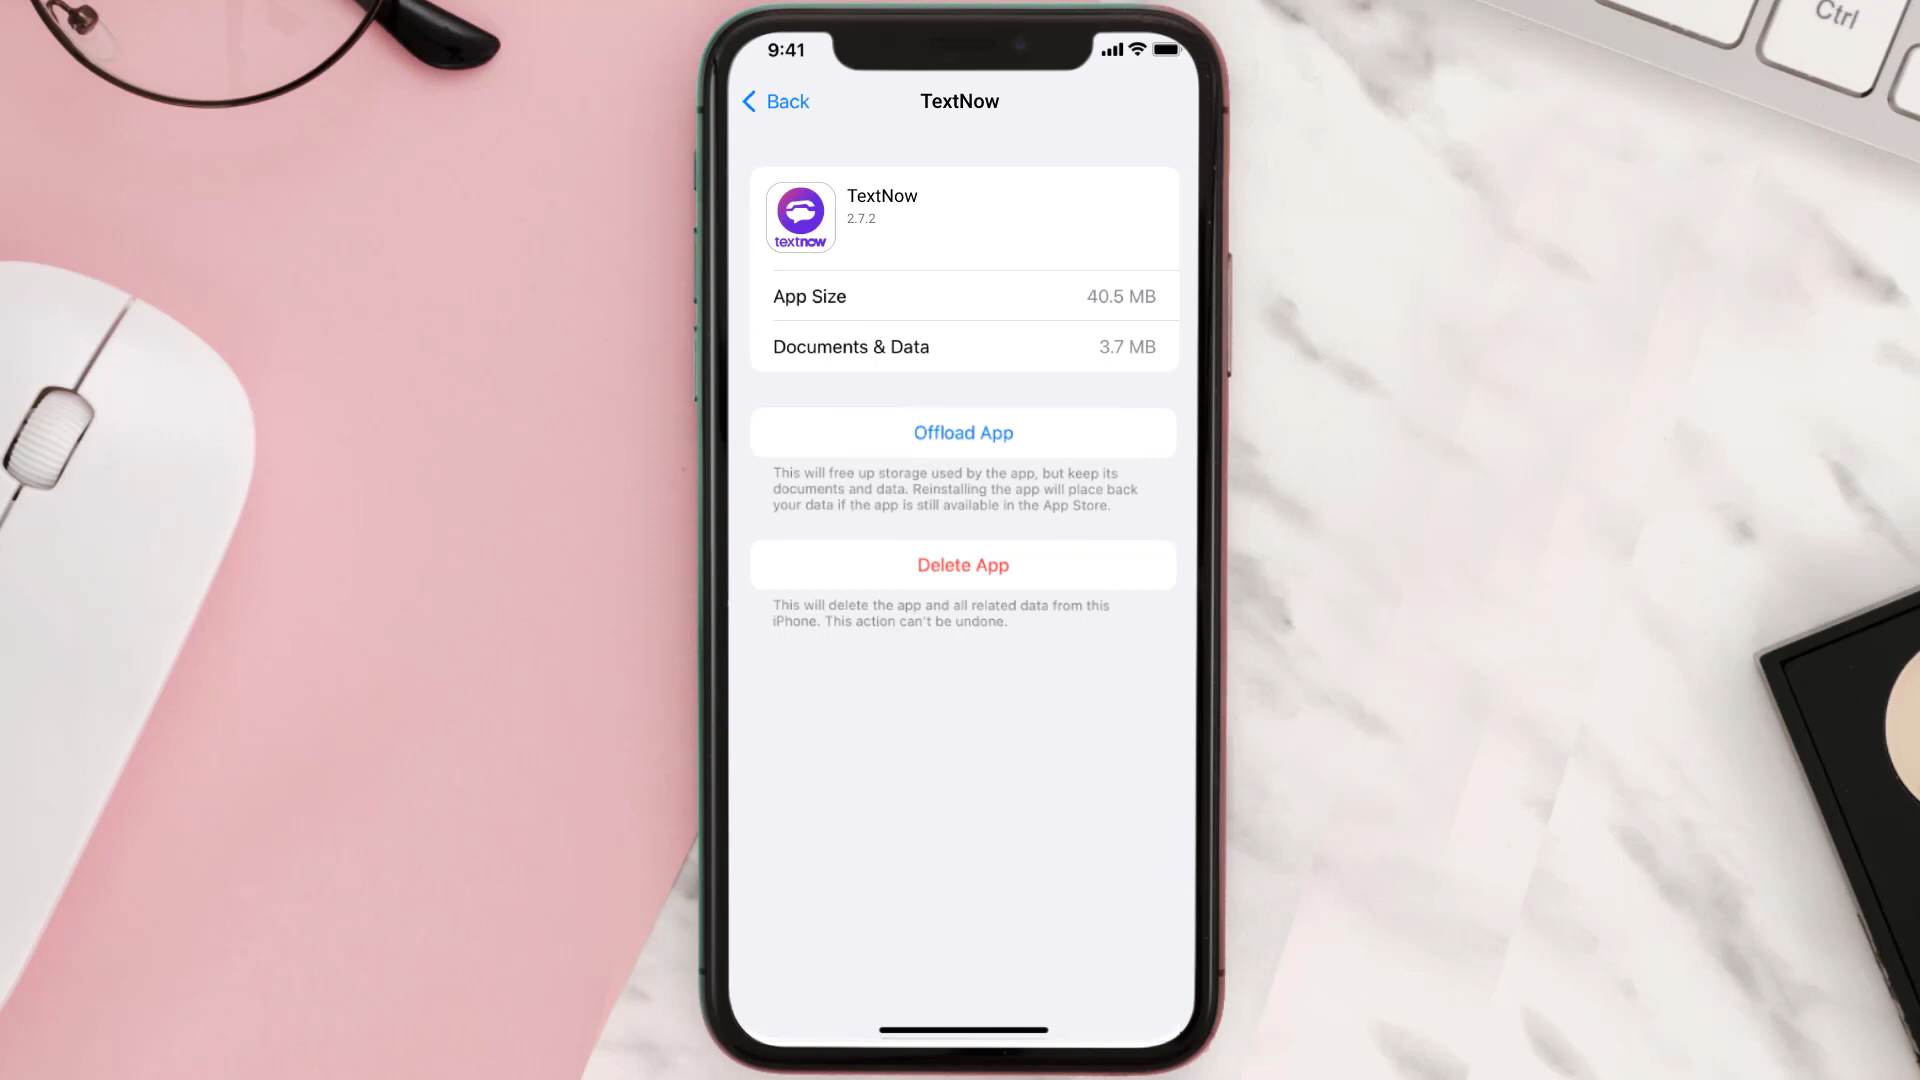 9:41
Back
TextNow
TextNow
2.7.2
textnow
App Size
40.5 MB
Documents & Data
3.7 MB
Offload App
This will free up storage used by the app, but keep its
documents and data. Reinstalling the app will place back
your data if the app is still available in the App Store.
Delete App
This will delete the app and all related data from this
iPhone. This action can't be undone.
Ctrl